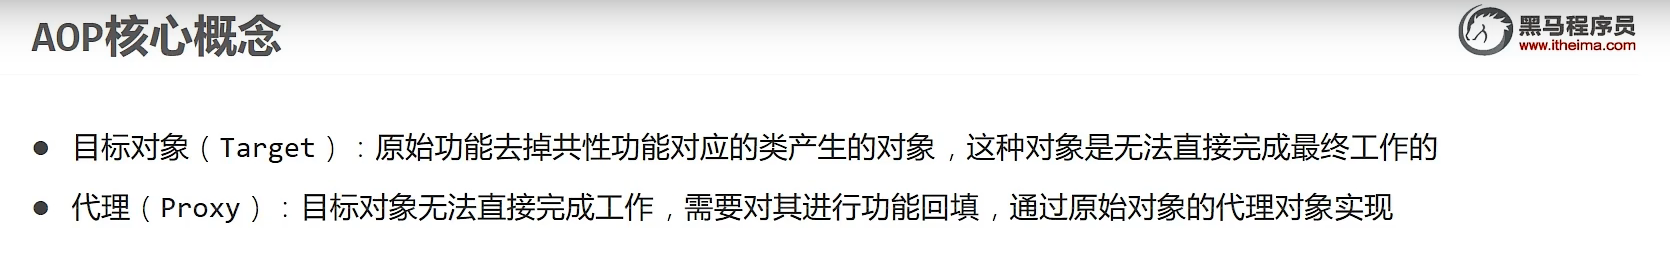 AOP核心概念
黑马程序员
www.itheima.com
● 目标对象（Target）：原始功能去掉共性功能对应的类产生的对象，这种对象是无法直接完成最终工作的
● 代理（Proxy）：目标对象无法直接完成工作，需要对其进行功能回填，通过原始对象的代理对象实现